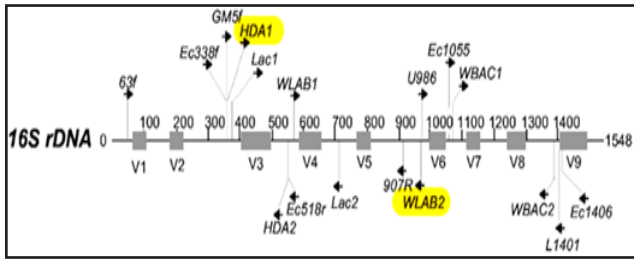 GM5f
HDA1
Ec338f
Lac1
Ec1055
WBAC1
63f
WLAB1
U986
100 200 300 400 500 600 700 800 900 1000 1100 1200 1300 1400
16S rDNA 0 1548
V1 V2 V3 V4 V5 V6 V7 V8 V9
907R
Lac2
WLAB2
Ec518r
HDA2
WBAC2
Ec1406
L1401